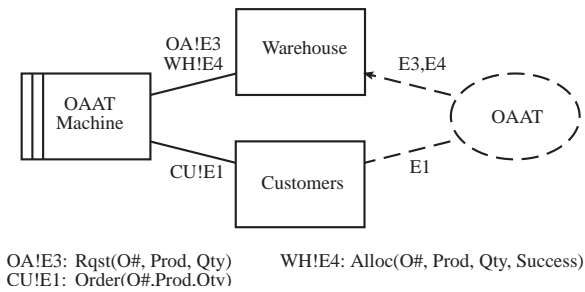 OA!E3
WH!E4
Warehouse
E3,E4
OAAT
Machine
OAAT
CU!E1
Customers
E1
OA!E3: Rqst(O#, Prod, Qty)
WH!E4: Alloc(O#, Prod, Qty, Success)
CU!E1: Order(O#,Prod,Qty)